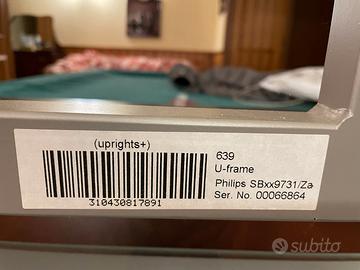 (uprights+)
639
U-frame
Philips SBxx9731/Za
Ser. No. 00066864
310430817891
subito